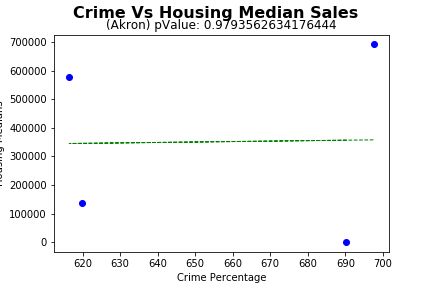 Crime Vs Housing Median Sales
(Akron) pValue: 0.9793562634176444
700000
600000
500000
400000
300000
200000
100000
0
620 630 640 650 660 670 680 690 700
Crime Percentage
Housing Medians